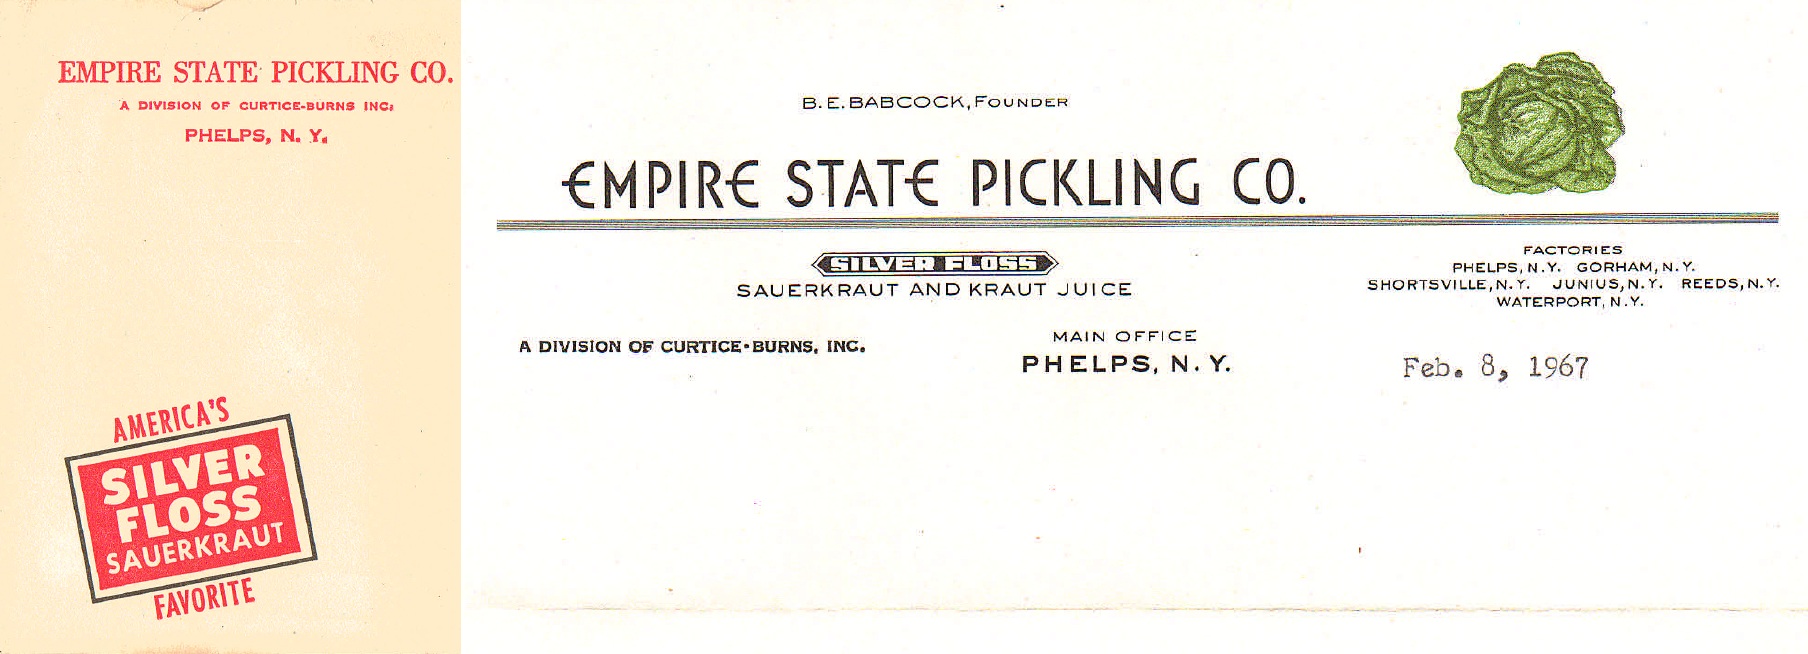 EMPIRE STATE PICKLING CO.
A DIVISION OF CURTICE-BURNS INC.
PHELPS, N. Y.
AMERICA'S
SILVER
FLOSS
SAUERKRAUT
FAVORITE
B. E. BABCOCK, FOUNDER
EMPIRE STATE PICKLING CO.
SILVER FLOSS
SAUERKRAUT AND KRAUT JUICE
FACTORIES
PHELPS, N.Y. GORHAM, N.Y.
SHORTSVILLE, N.Y. JUNIUS, N.Y. REEDS, N.Y.
WATERPORT, N.Y.
A DIVISION OF CURTICE-BURNS, INC.
MAIN OFFICE
PHELPS, N. Y.
Feb. 8, 1967